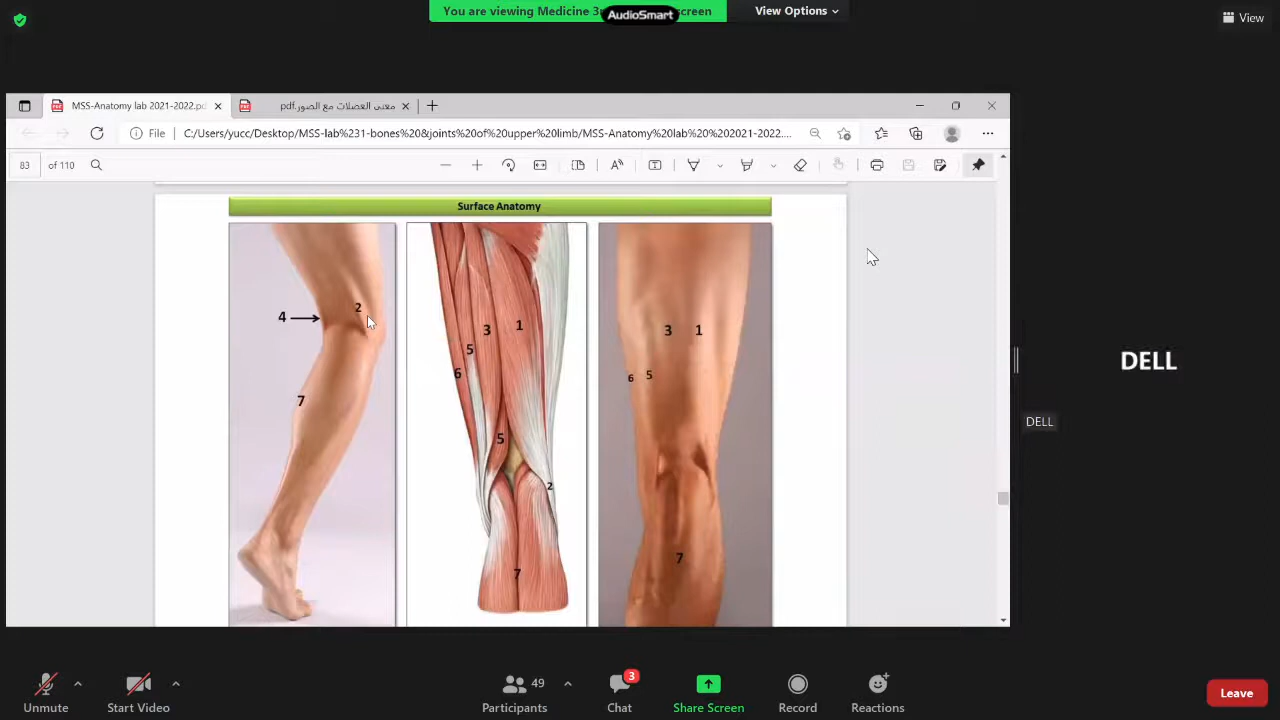 You are viewing Medicine 3
AudioSmart
screen
View Options
View
MSS-Anatomy lab 2021-2022.pd
معنى العضلات مع الصور.pdf
File
C:/Users/yucc/Desktop/MSS-lab%231-bones%20&joints%20of%20upper%20limb/MSS-Anatomy%20lab%20%202021-2022....
83
of 110
Surface Anatomy
2
4
7
3
1
5
6
5
2
7
3
1
6
5
7
DELL
DELL
Unmute
Start Video
Participants
49
Chat
3
Share Screen
Record
Reactions
Leave